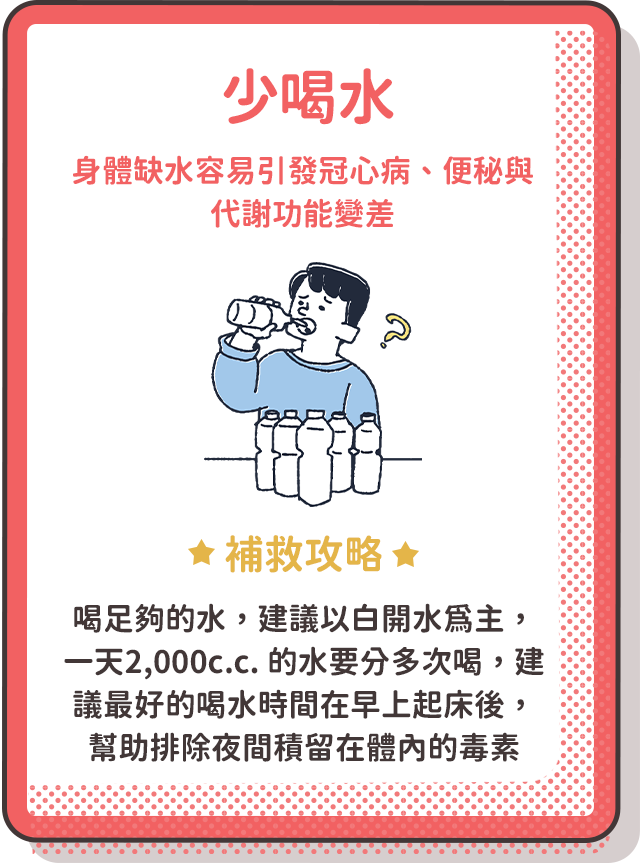 少喝水
身體缺水容易引發冠心病、便秘與
代謝功能變差
?
★ 補救攻略 ★
喝足夠的水，建議以白開水為主，
一天2,000c.c. 的水要分多次喝，建
議最好的喝水時間在早上起床後，
幫助排除夜間積留在體內的毒素